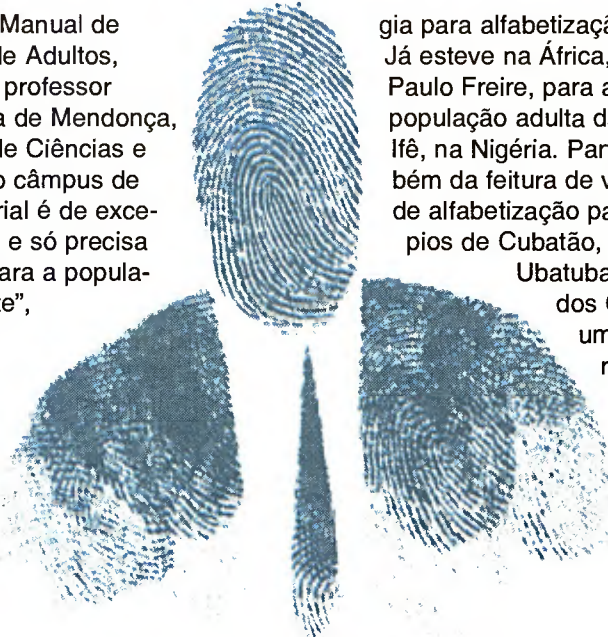 Manual de
de Adultos,
professor
a de Mendonça,
de Ciências e
o câmpus de
rial é de exce-
e só precisa
ara a popula-
te”,
gia para alfabetizaçã
Já esteve na África,
Paulo Freire, para a
população adulta d
Ifê, na Nigéria. Par
bém da feitura de v
de alfabetização pa
pios de Cubatão,
Ubatuba
dos
um